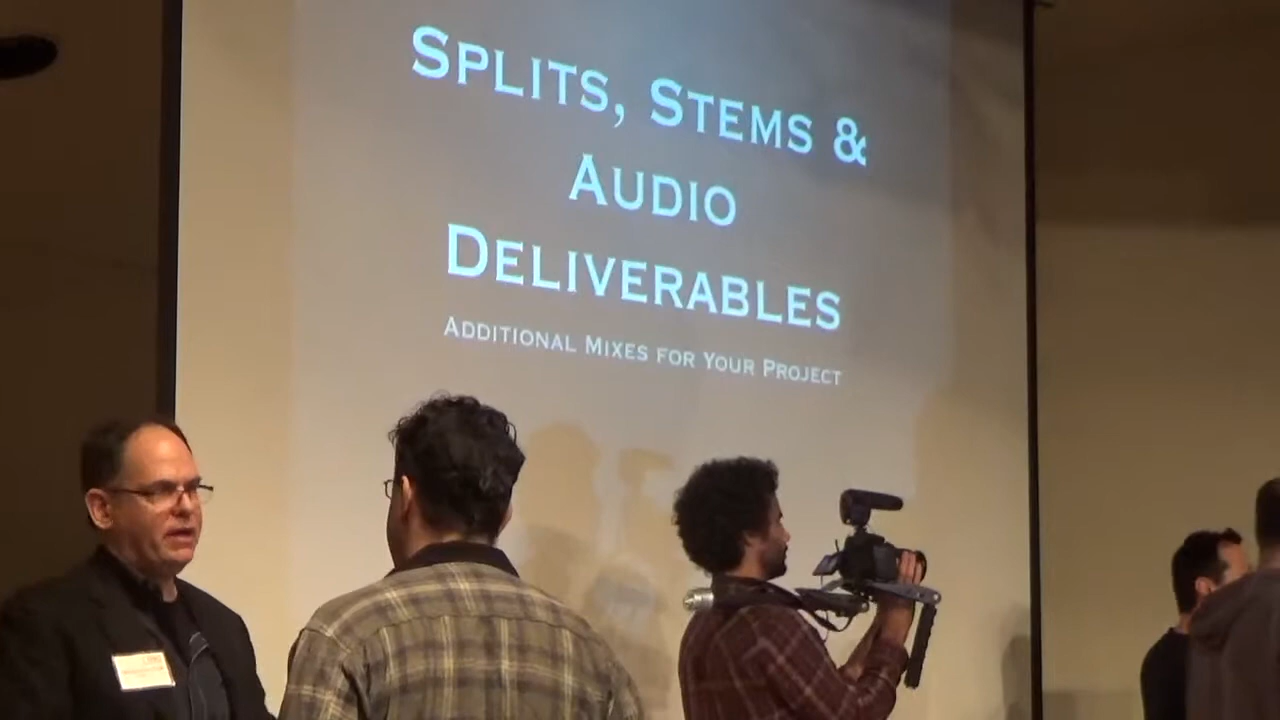 SPLITS, STEMS &
AUDIO
DELIVERABLES
ADDITIONAL MIXES FOR YOUR PROJECT